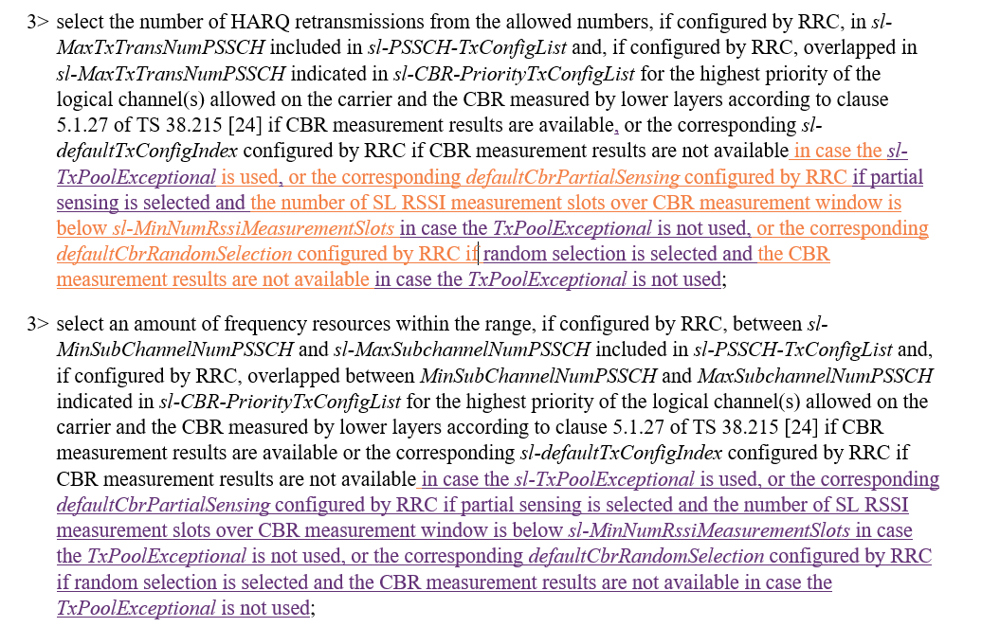 3> select the number of HARQ retransmissions from the allowed numbers, if configured by RRC, in sl-
MaxTxTransNumPSSCH included in sl-PSSCH-TxConfigList and, if configured by RRC, overlapped in
sl-MaxTxTransNumPSSCH indicated in sl-CBR-PriorityTxConfigList for the highest priority of the
logical channel(s) allowed on the carrier and the CBR measured by lower layers according to clause
5.1.27 of TS 38.215 [24] if CBR measurement results are available, or the corresponding sl-
defaultTxConfigIndex configured by RRC if CBR measurement results are not available in case the sl-
TxPoolExceptional is used, or the corresponding defaultCbrPartialSensing configured by RRC if partial
sensing is selected and the number of SL RSSI measurement slots over CBR measurement window is
below sl-MinNumRssiMeasurementSlots in case the TxPoolExceptional is not used, or the corresponding
defaultCbrRandomSelection configured by RRC if random selection is selected and the CBR
measurement results are not available in case the TxPoolExceptional is not used;
3> select an amount of frequency resources within the range, if configured by RRC, between sl-
MinSubChannelNumPSSCH and sl-MaxSubchannelNumPSSCH included in sl-PSSCH-TxConfigList and,
if configured by RRC, overlapped between MinSubChannelNumPSSCH and MaxSubchannelNumPSSCH
indicated in sl-CBR-PriorityTxConfigList for the highest priority of the logical channel(s) allowed on the
carrier and the CBR measured by lower layers according to clause 5.1.27 of TS 38.215 [24] if CBR
measurement results are available or the corresponding sl-defaultTxConfigIndex configured by RRC if
CBR measurement results are not available in case the sl-TxPoolExceptional is used, or the corresponding
defaultCbrPartialSensing configured by RRC if partial sensing is selected and the number of SL RSSI
measurement slots over CBR measurement window is below sl-MinNumRssiMeasurementSlots in case
the TxPoolExceptional is not used, or the corresponding defaultCbrRandomSelection configured by RRC
if random selection is selected and the CBR measurement results are not available in case the
TxPoolExceptional is not used;